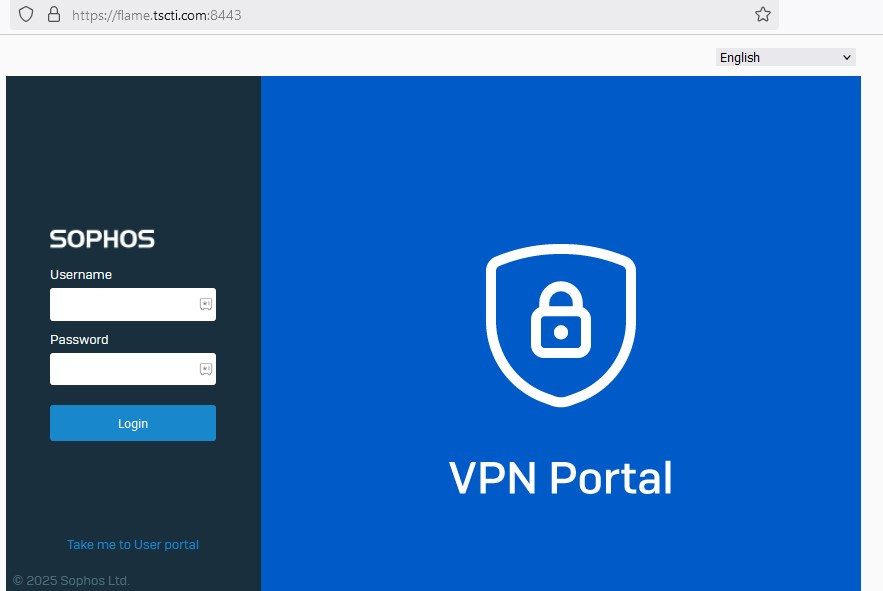 https://flame.tscti.com:8443
English
SOPHOS
Username
Password
Login
VPN Portal
Take me to User portal
© 2025 Sophos Ltd.